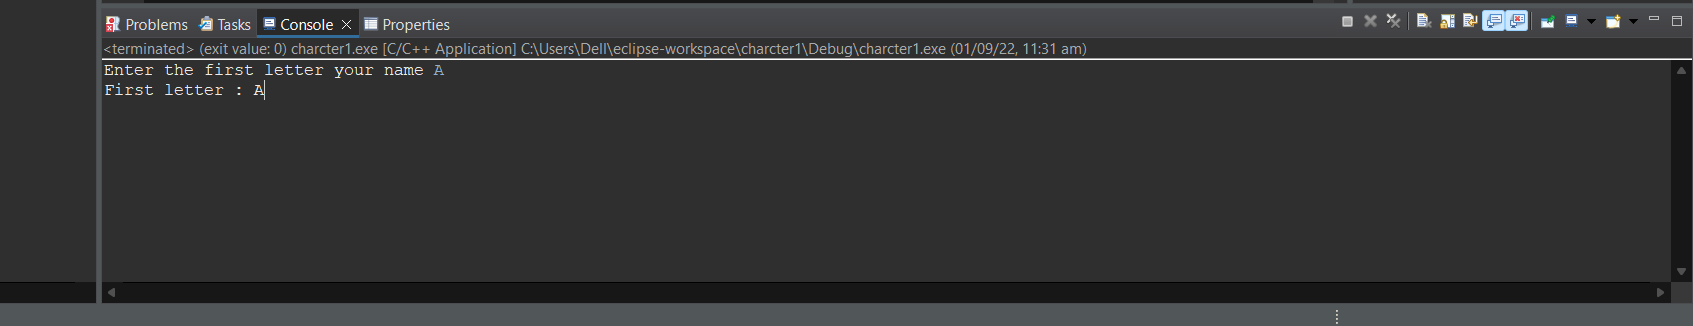 Problems Tasks Console Properties
<terminated> (exit value: 0) charcter1.exe [C/C++ Application] C:\Users\Dell\eclipse-workspace\charcter1\Debug\charcter1.exe (01/09/22, 11:31 am)
Enter the first letter your name A
First letter : A